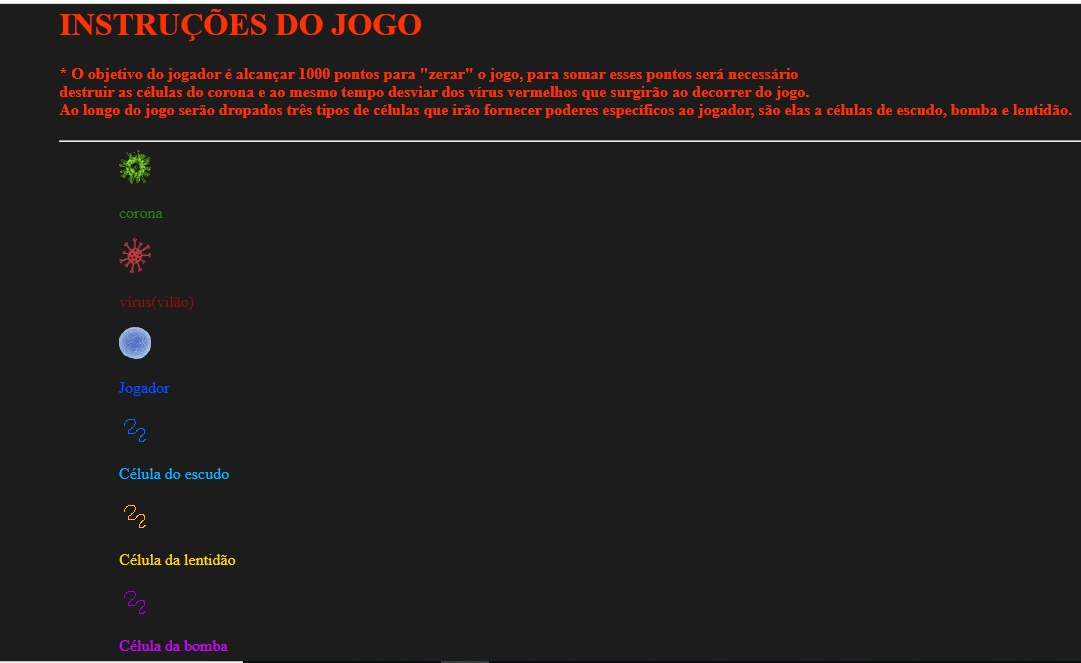 INSTRUÇÕES DO JOGO
* O objetivo do jogador é alcançar 1000 pontos para "zerar" o jogo, para somar esses pontos será necessário
destruir as células do corona e ao mesmo tempo desviar dos vírus vermelhos que surgirão ao decorrer do jogo.
Ao longo do jogo serão dropados três tipos de células que irão fornecer poderes específicos ao jogador, são elas a células de escudo, bomba e lentidão.
corona
vírus(vilão)
Jogador
Célula do escudo
Célula da lentidão
Célula da bomba